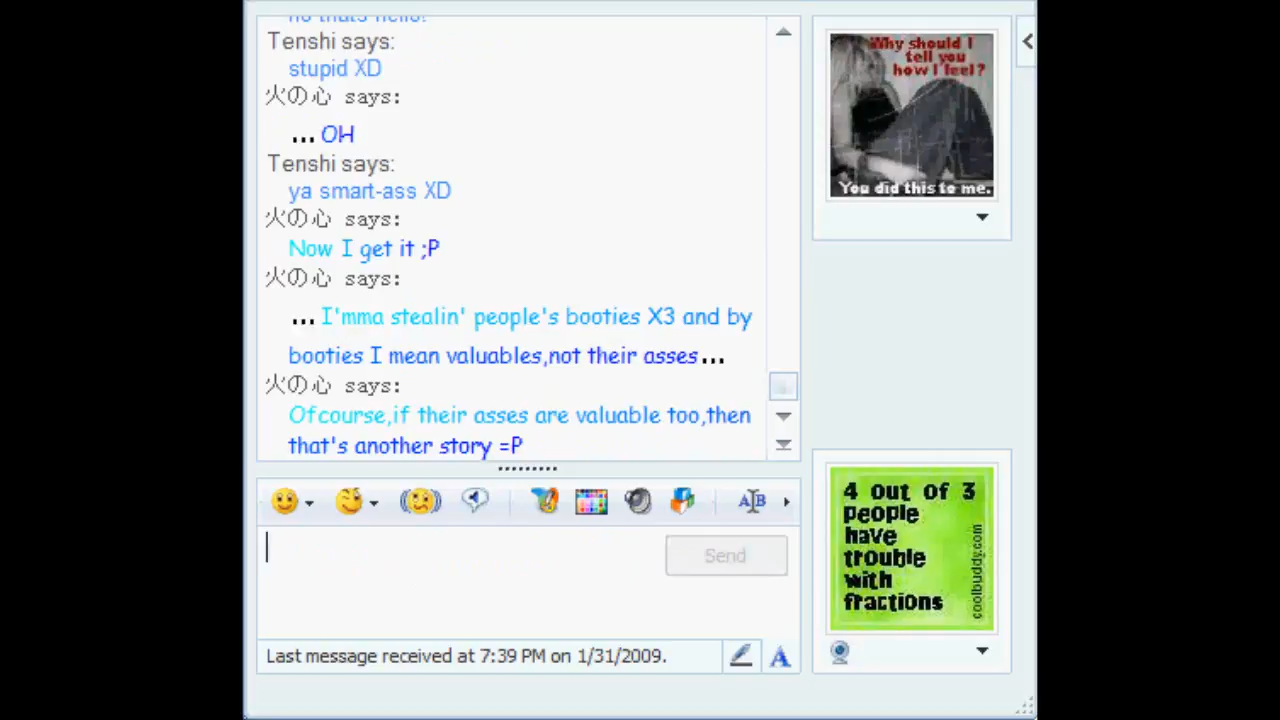 no thats hello!
Tenshi says:
stupid XD
火の心 says:
... OH
Tenshi says:
ya smart-ass XD
火の心 says:
Now I get it ;P
火の心 says:
... I'mma stealin' people's booties X3 and by
booties I mean valuables,not their asses...
火の心 says:
Ofcourse,if their asses are valuable too,then
that's another story =P
AB
Send
Last message received at 7:39 PM on 1/31/2009.
A
Why should I
tell you
how I feel?
You did this to me.
4 out of 3
people
have
trouble
with
fractions
coolbuddy.com